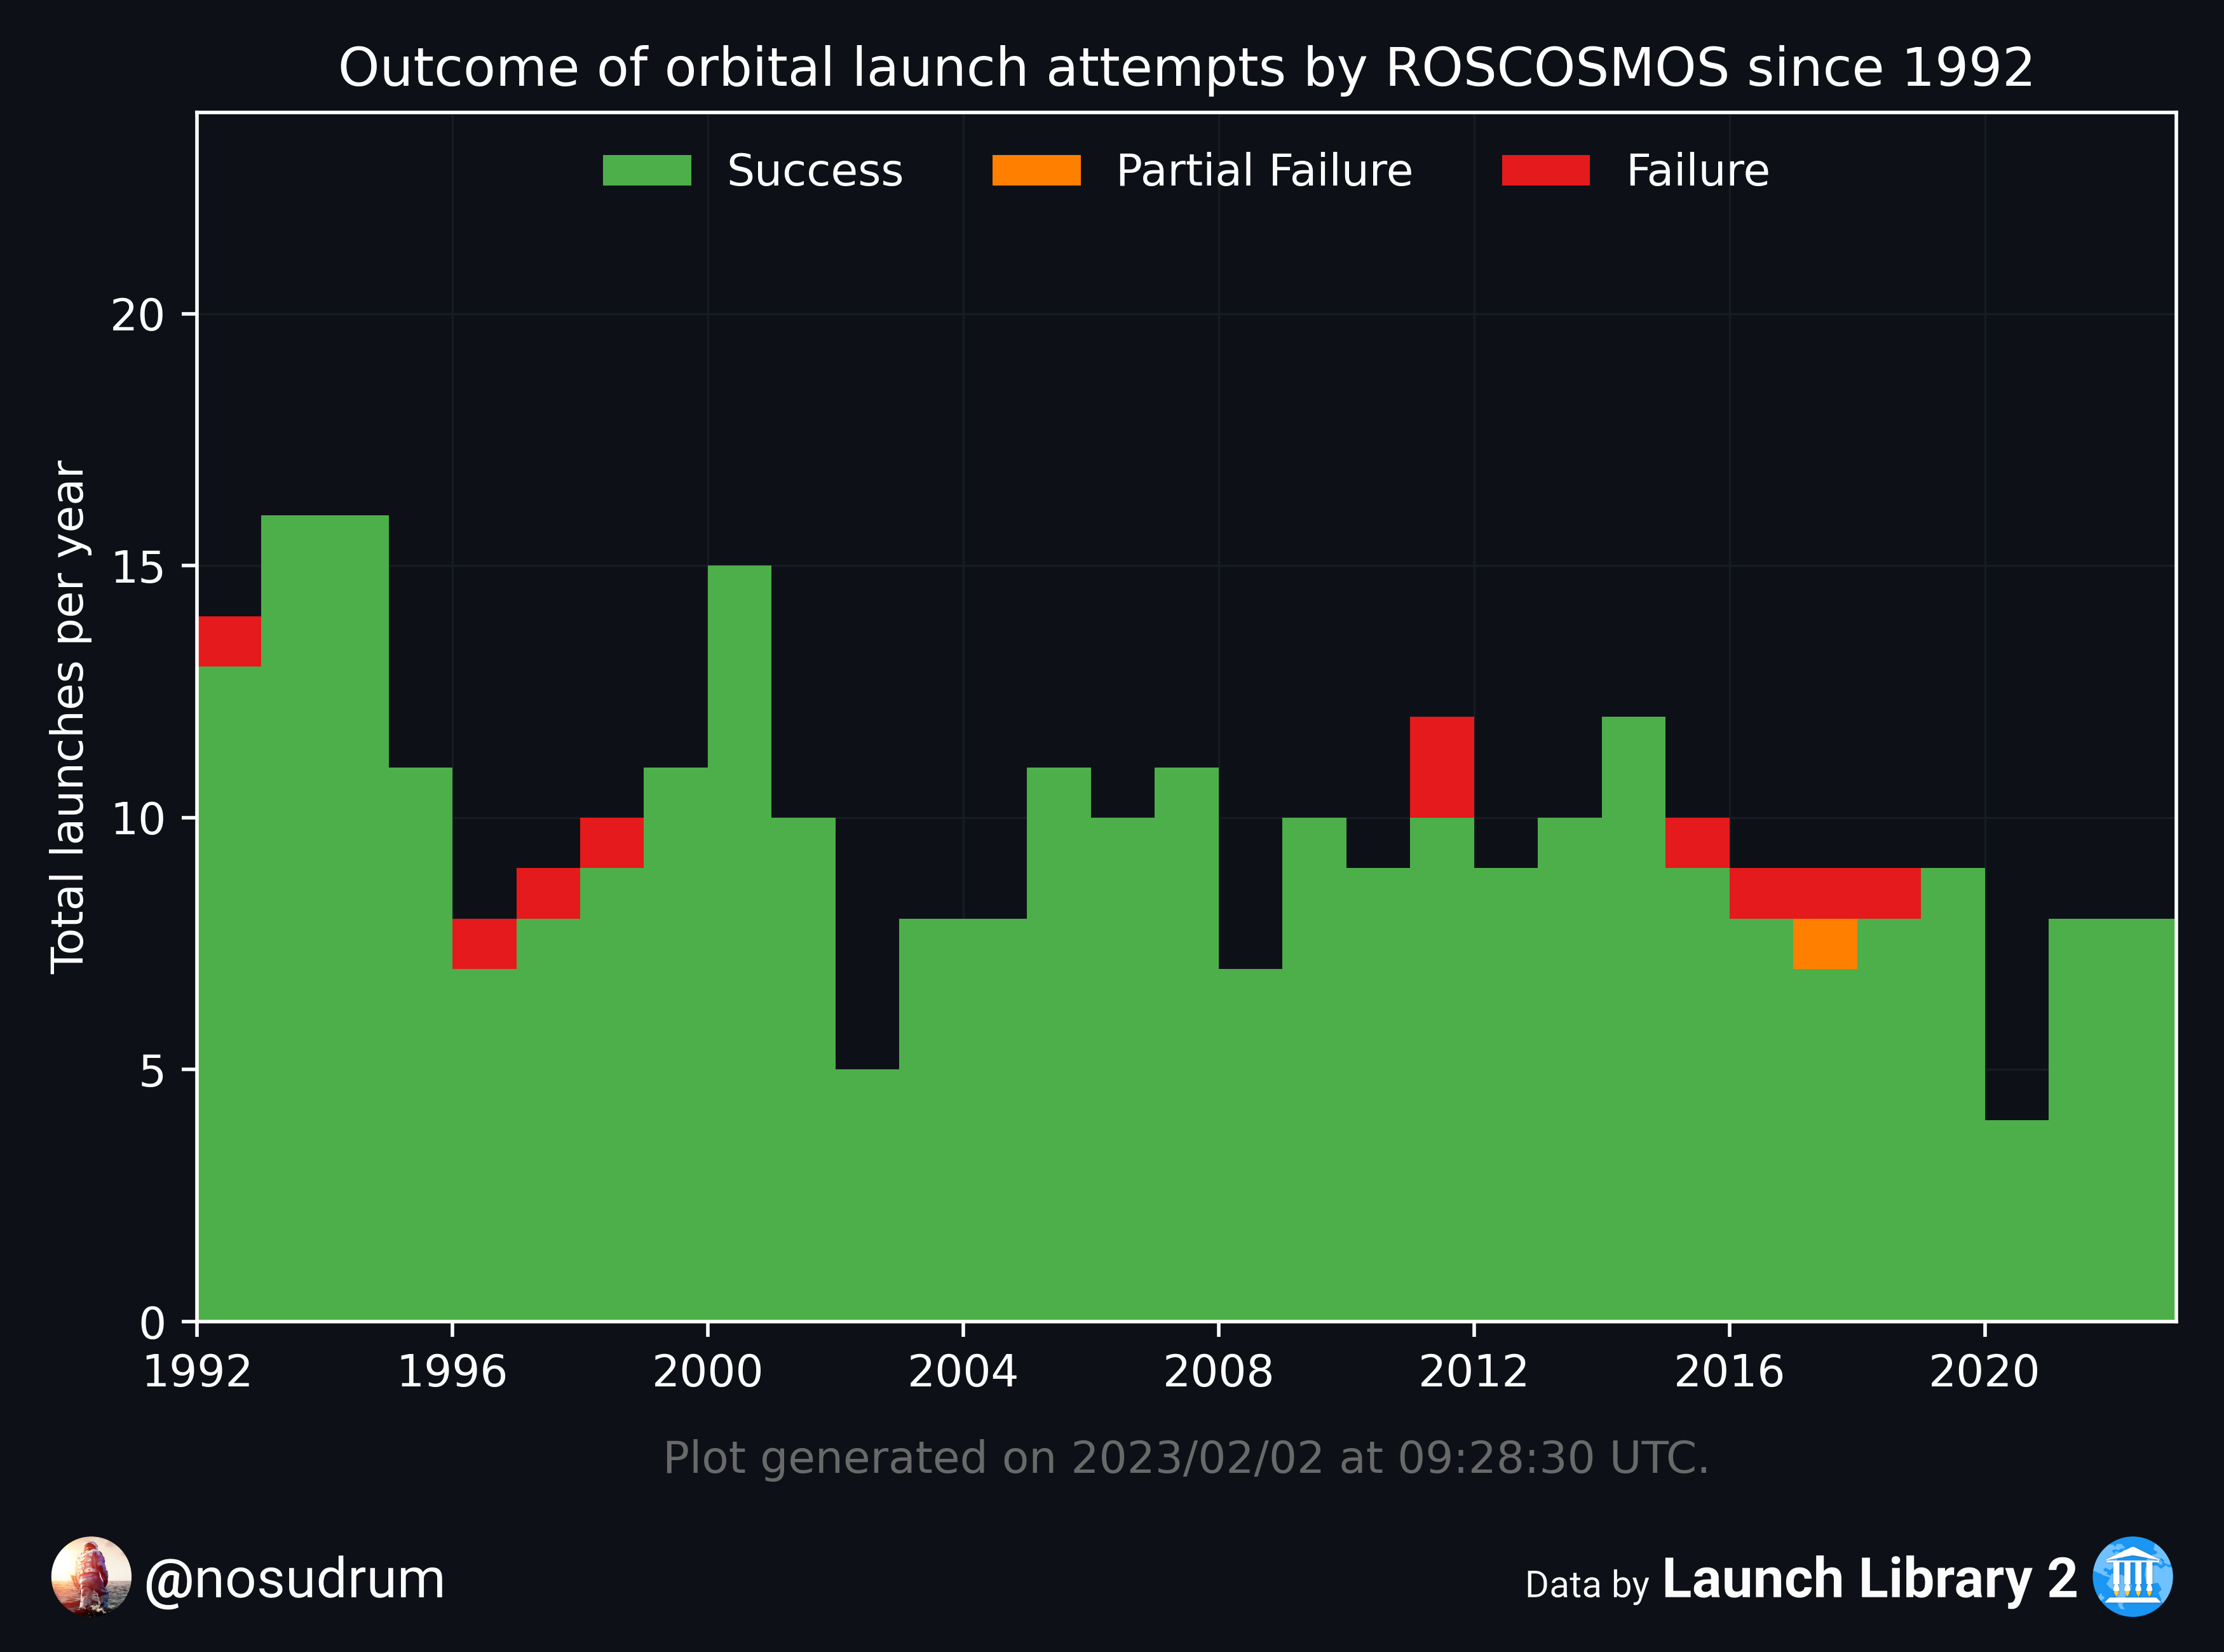 Outcome of orbital launch attempts by ROSCOSMOS since 1992
Success Partial Failure Failure
Total launches per year
20
15
10
5
0
1992 1996 2000 2004 2008 2012 2016 2020
Plot generated on 2023/02/02 at 09:28:30 UTC.
@nosudrum
Data by Launch Library 2